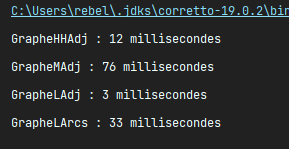 C:\Users\rebel\.jdks\corretto-19.0.2\bin
GrapheHHAdj : 12 millisecondes
GrapheMAdj : 76 millisecondes
GrapheLAdj : 3 millisecondes
GrapheLArcs : 33 millisecondes